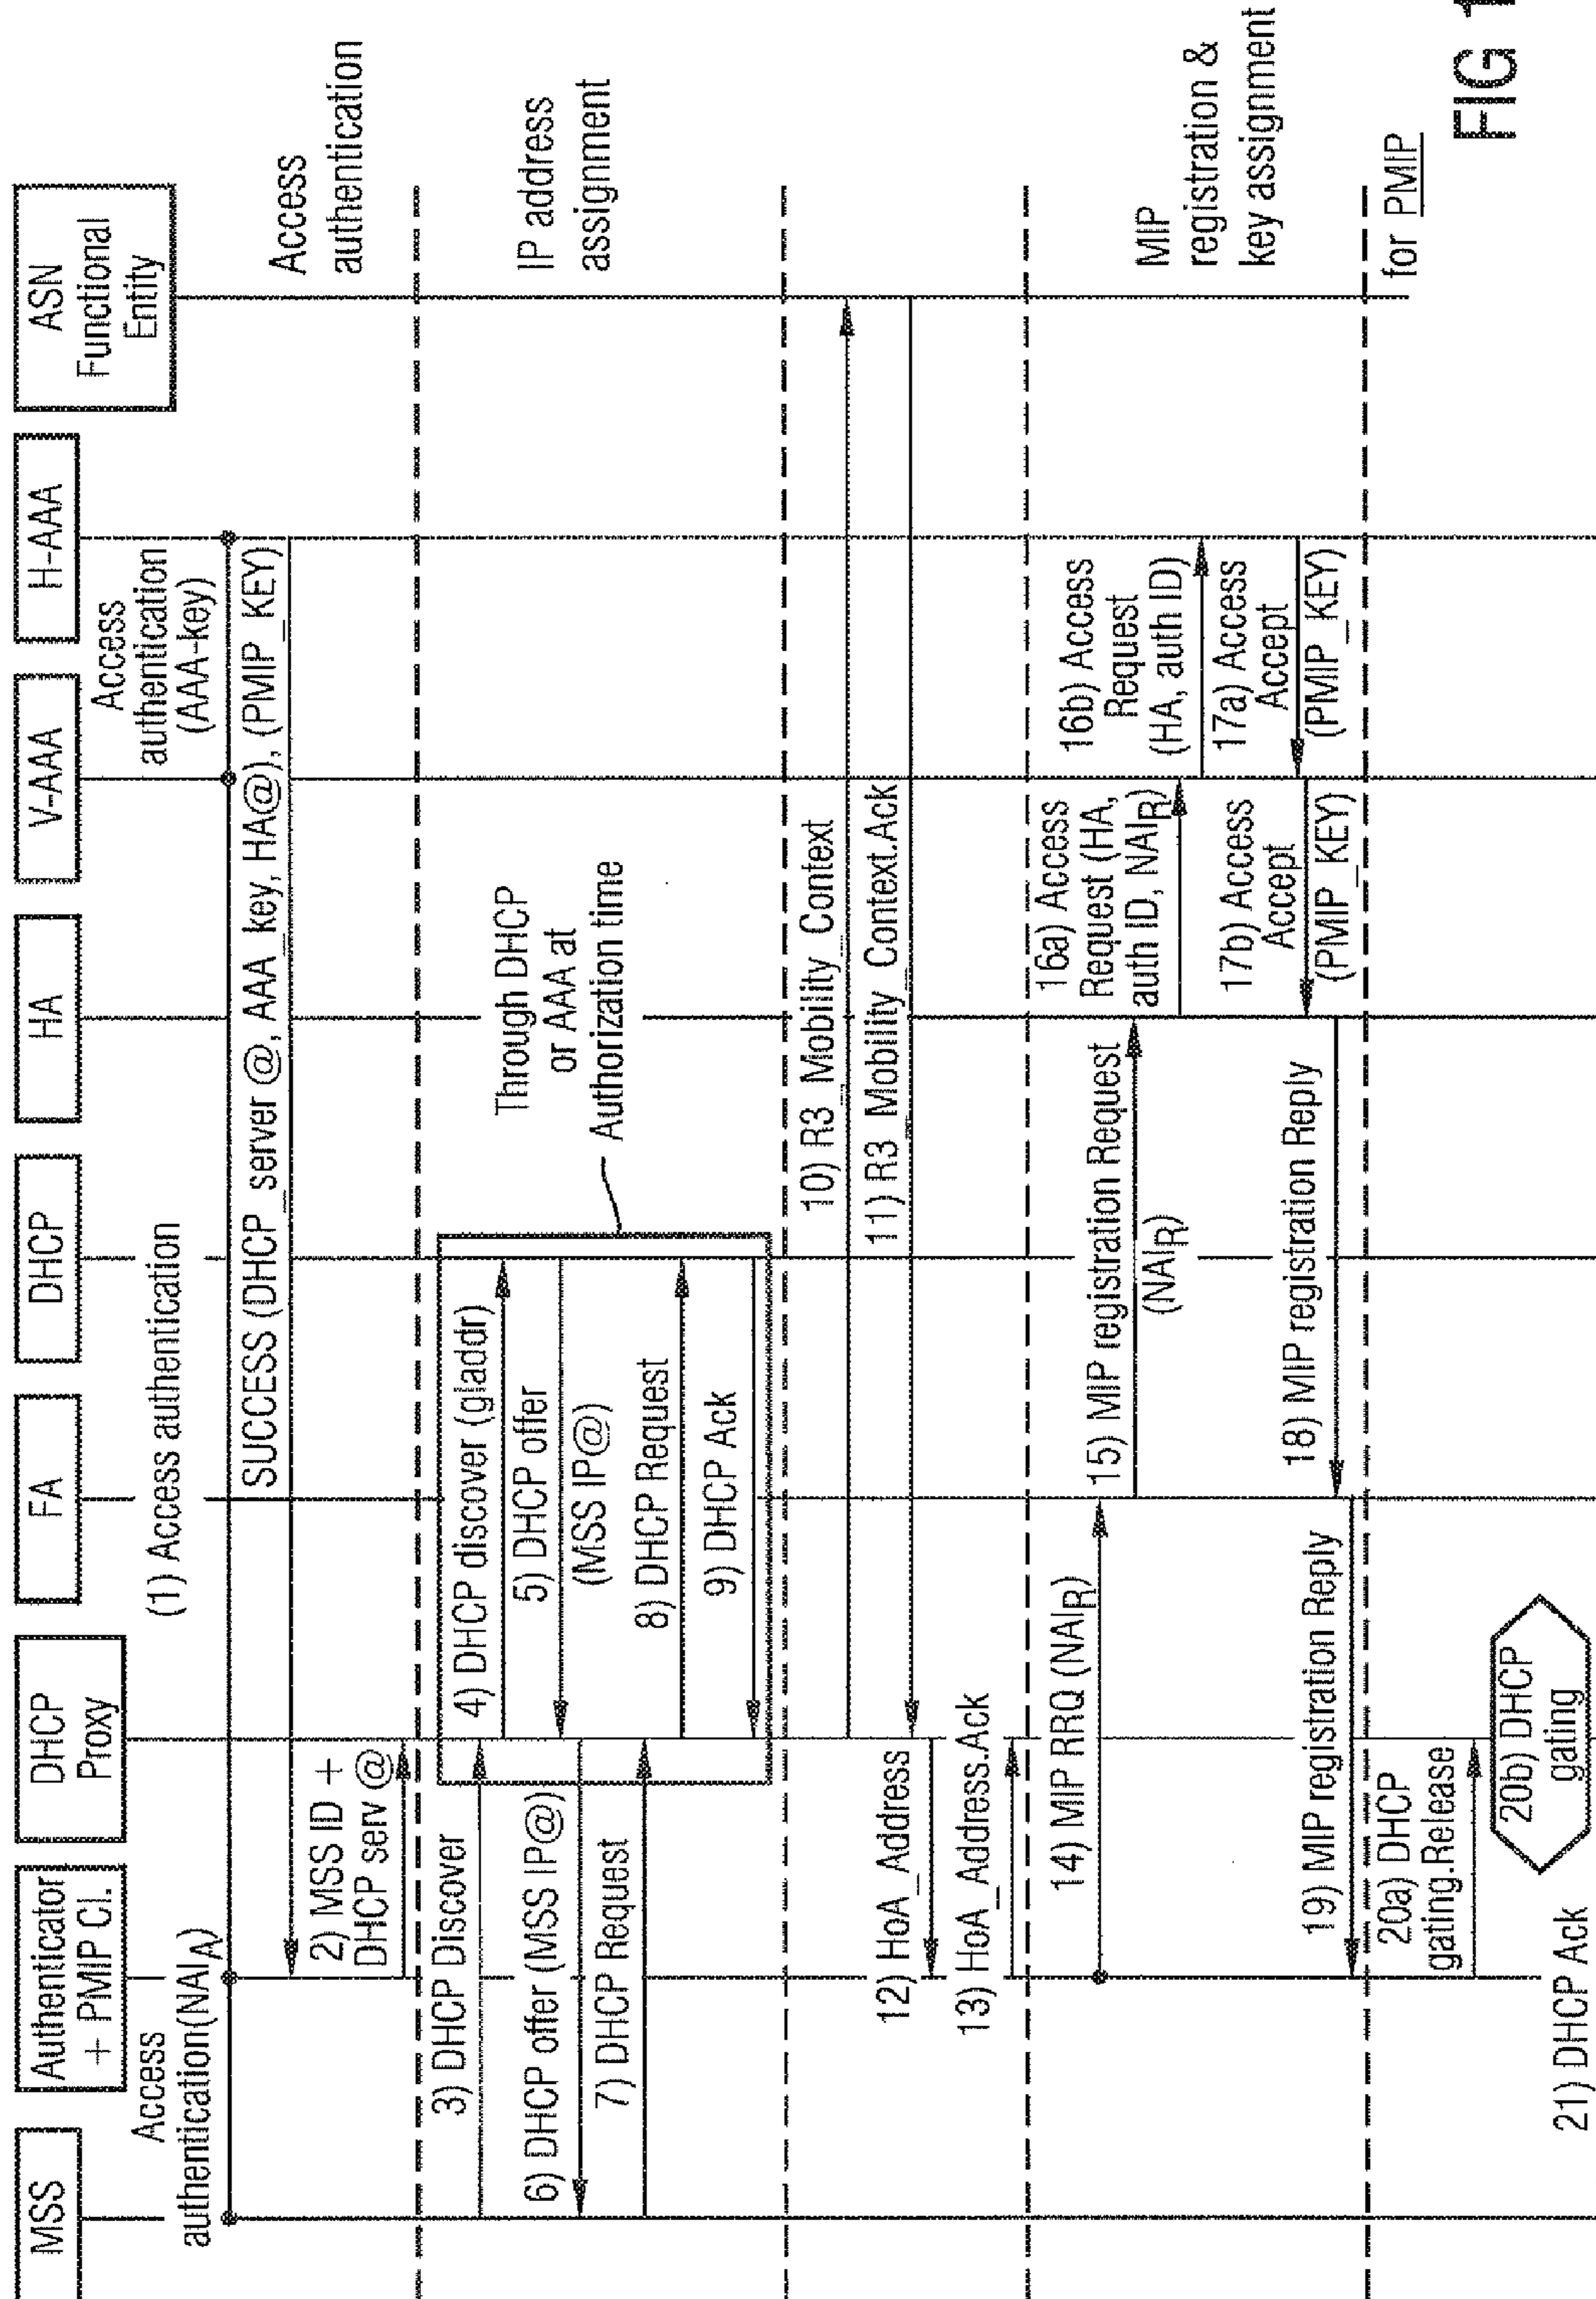 MSS
Authenticator
+ PMIP Cl.
DHCP
Proxy
FA
DHCP
HA
V-AAA
H-AAA
ASN
Functional
Entity
Access
authentication(NAIA)
(1) Access authentication
Access
authentication
(AAA-key)
SUCCESS (DHCP_server @, AAA_key, HA@), (PMIP_KEY)
Access
authentication
2) MSS ID +
DHCP serv @
3) DHCP Discover
4) DHCP discover (gladdr)
5) DHCP offer
(MSS IP@)
6) DHCP offer (MSS IP@)
7) DHCP Request
8) DHCP Request
9) DHCP Ack
Through DHCP
or AAA at
Authorization time
IP address
assignment
10) R3_Mobility_Context
11) R3_Mobility_Context.Ack
12) HoA_Address
13) HoA_Address.Ack
14) MIP RRQ (NAIR)
15) MIP registration Request
(NAIR)
16a) Access
Request (HA,
auth ID, NAIR)
16b) Access
Request
(HA, auth ID)
17a) Access
Accept
(PMIP_KEY)
17b) Access
Accept
(PMIP_KEY)
18) MIP registration Reply
19) MIP registration Reply
MIP
registration &
key assignment
20a) DHCP
gating.Release
20b) DHCP
gating
21) DHCP Ack
for PMIP
FIG